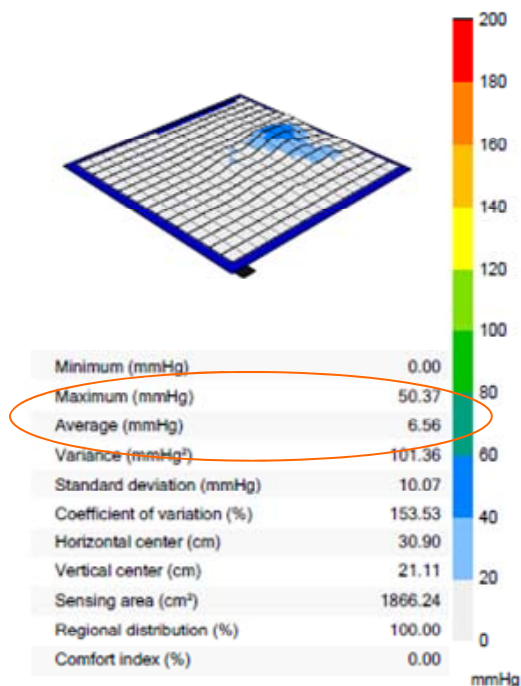 200
180
160
140
120
100
80
60
40
20
0
mmHg
Minimum (mmHg) 0.00
Maximum (mmHg) 50.37
Average (mmHg) 6.56
Variance (mmHg²) 101.36
Standard deviation (mmHg) 10.07
Coefficient of variation (%) 153.53
Horizontal center (cm) 30.90
Vertical center (cm) 21.11
Sensing area (cm²) 1866.24
Regional distribution (%) 100.00
Comfort index (%) 0.00